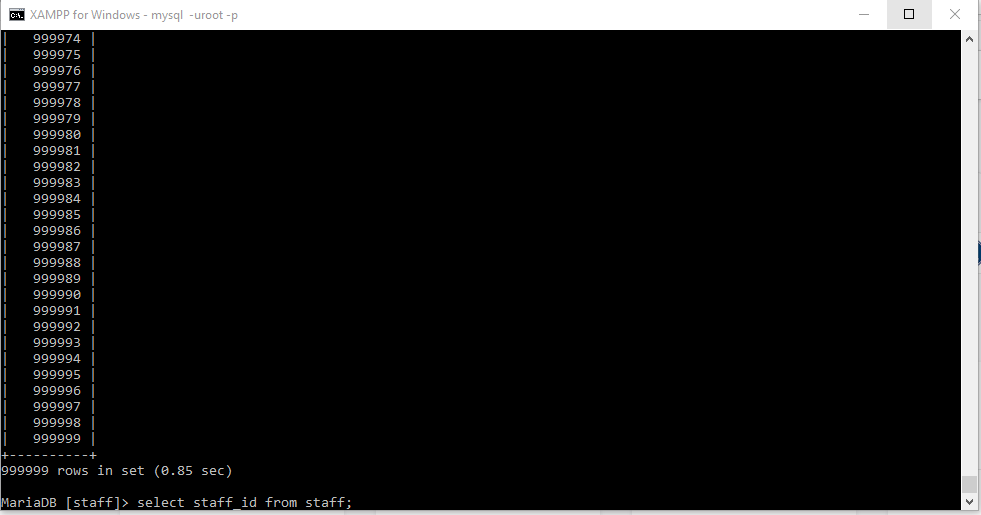 XAMPP for Windows - mysql -uroot -p
| 999974 |
| 999975 |
| 999976 |
| 999977 |
| 999978 |
| 999979 |
| 999980 |
| 999981 |
| 999982 |
| 999983 |
| 999984 |
| 999985 |
| 999986 |
| 999987 |
| 999988 |
| 999989 |
| 999990 |
| 999991 |
| 999992 |
| 999993 |
| 999994 |
| 999995 |
| 999996 |
| 999997 |
| 999998 |
| 999999 |
+----------+
999999 rows in set (0.85 sec)
MariaDB [staff]> select staff_id from staff;